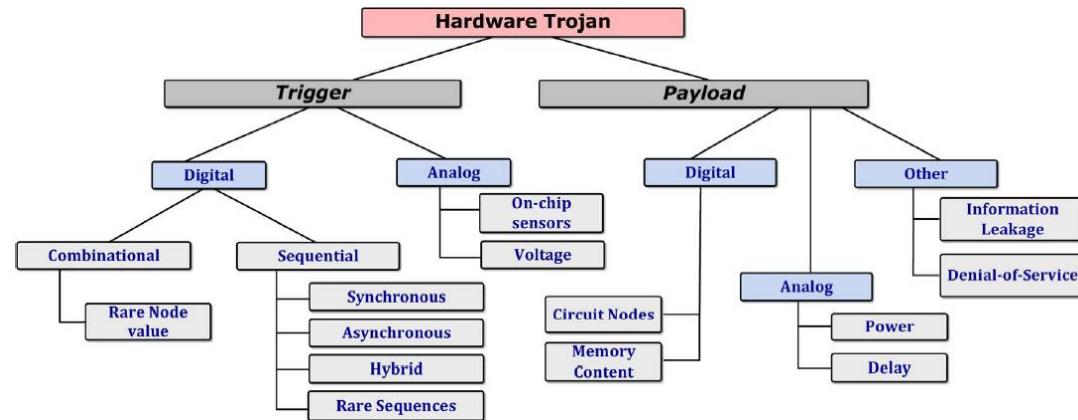 Hardware Trojan
Trigger
Payload
Digital
Analog
Digital
Other
On-chip
sensors
Voltage
Information
Leakage
Denial-of-Service
Combinational
Sequential
Rare Node
value
Synchronous
Asynchronous
Hybrid
Rare Sequences
Circuit Nodes
Memory
Content
Analog
Power
Delay